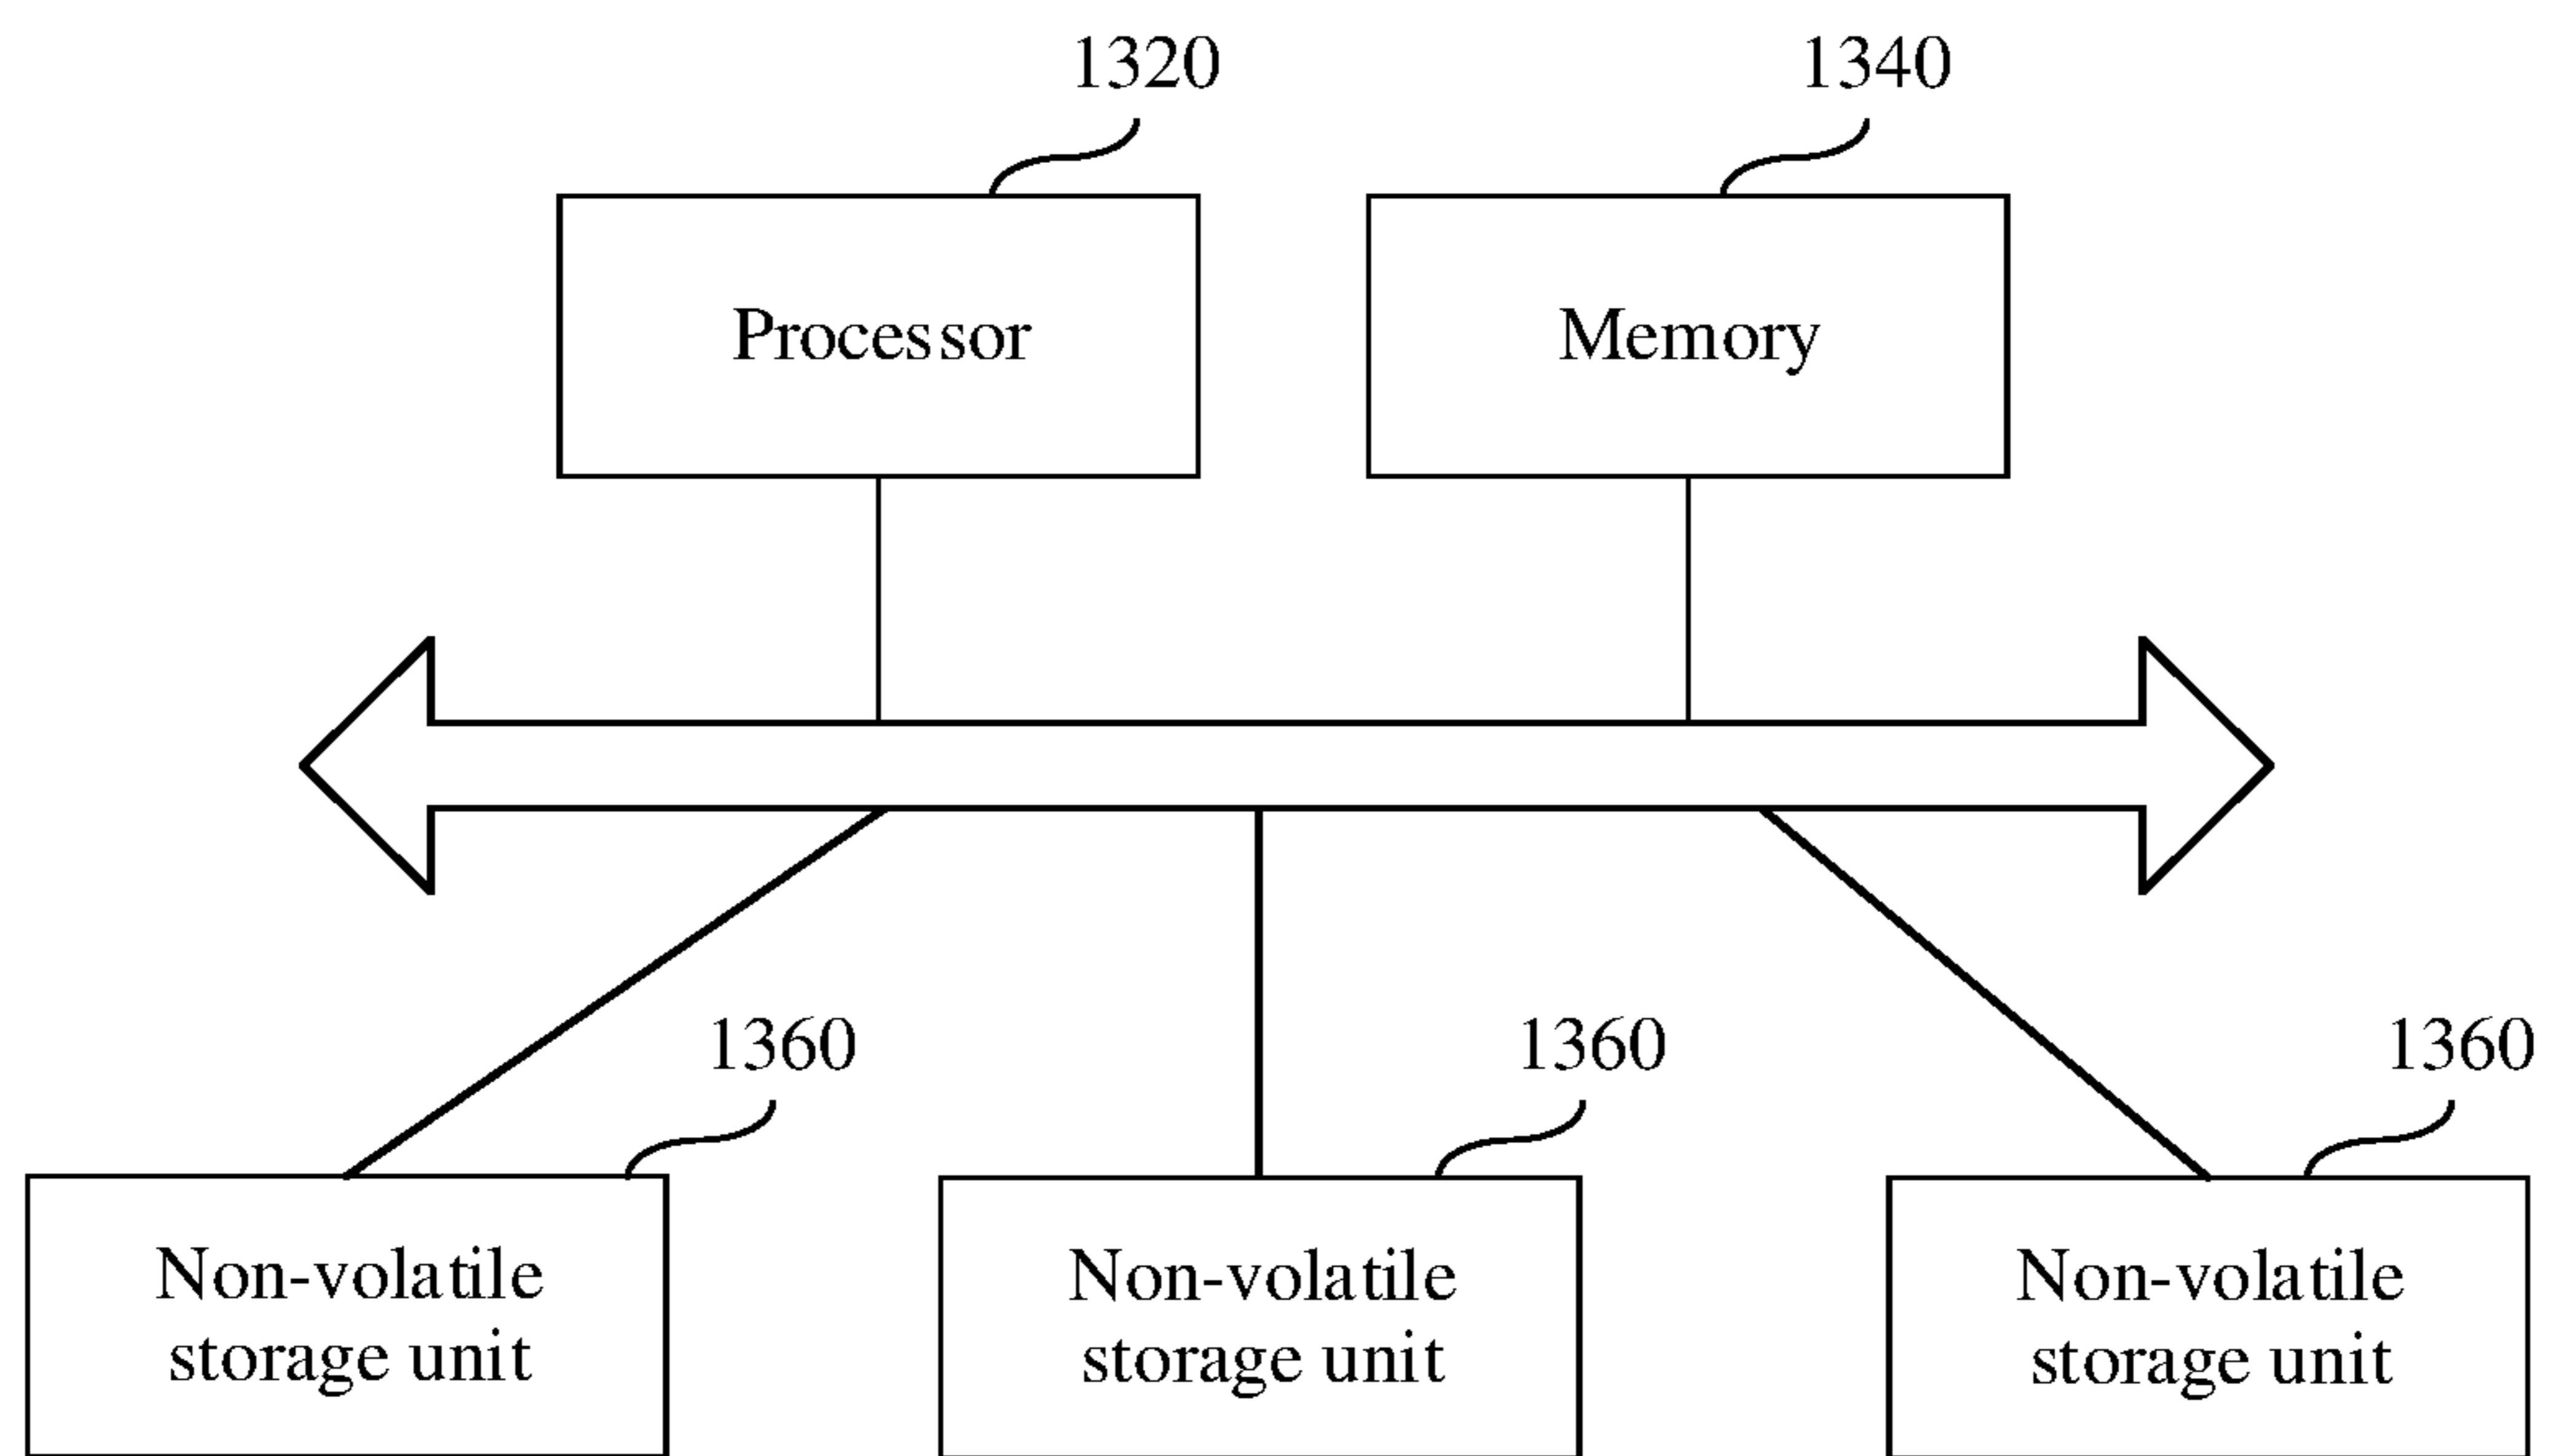 1320
1340
Processor
Memory
1360
1360
1360
Non-volatile
storage unit
Non-volatile
storage unit
Non-volatile
storage unit